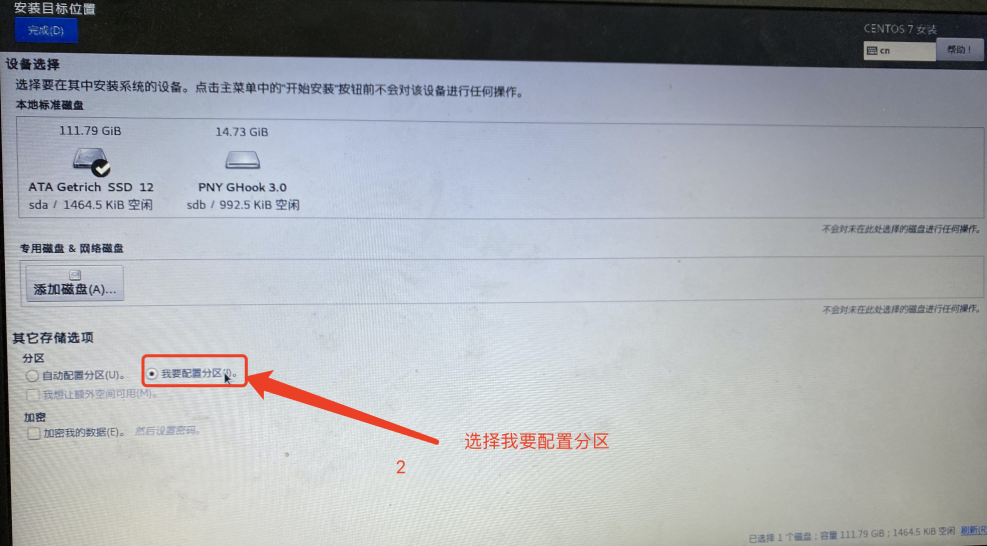 安装目标位置
完成(D)
CENTOS 7 安装
cn
帮助！
设备选择
选择要在其中安装系统的设备。点击主菜单中的"开始安装"按钮前不会对该设备进行任何操作。
本地标准磁盘
111.79 GiB
14.73 GiB
ATA Getrich SSD 12
PNY GHook 3.0
sda / 1464.5 KiB 空闲
sdb / 992.5 KiB 空闲
不会对未在此处选择的磁盘进行任何操作。
专用磁盘 & 网络磁盘
添加磁盘(A)...
不会对未在此处选择的磁盘进行任何操作。
其它存储选项
分区
自动配置分区(U)。
我要配置分区(I)。
我想让额外空间可用(M)。
加密
加密我的数据(E)。
然后设置密码。
选择我要配置分区
2
已选择 1 个磁盘；容量 111.79 GiB；1464.5 KiB 空闲